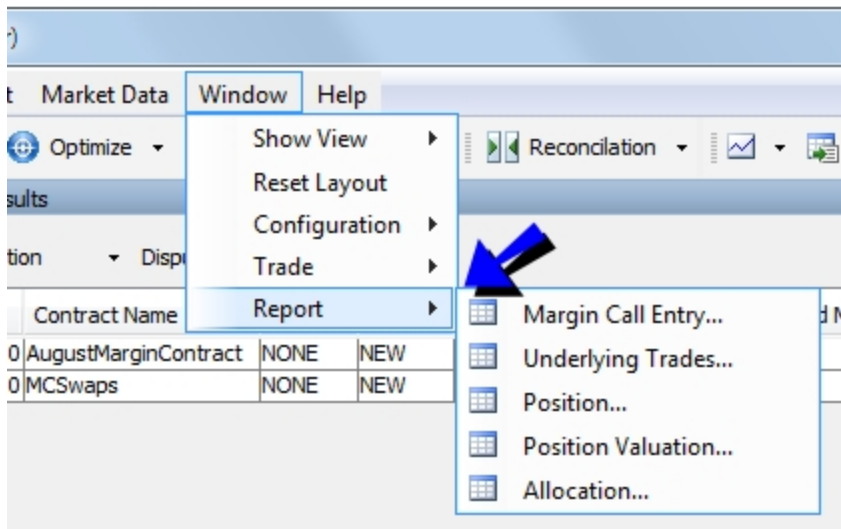 r)
t Market Data Window Help
Optimize Show View Reconcilation
sults Reset Layout
tion Dispu Configuration
Trade
Contract Name Report Margin Call Entry... d M
0 AugustMarginContract NONE NEW Underlying Trades...
0 MCSwaps NONE NEW Position...
Position Valuation...
Allocation...